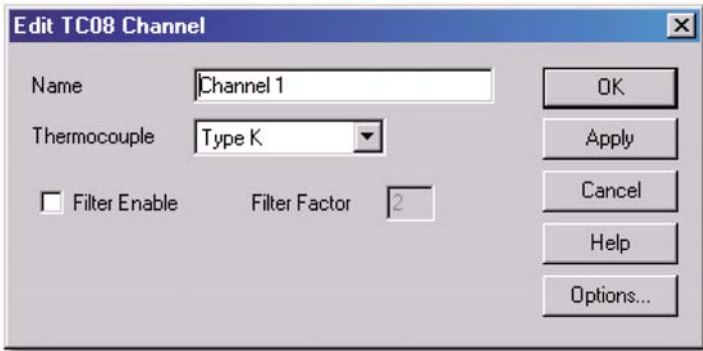 Edit TC08 Channel
Name
Channel 1
OK
Thermocouple
Type K
Apply
Filter Enable
Filter Factor
2
Cancel
Help
Options...